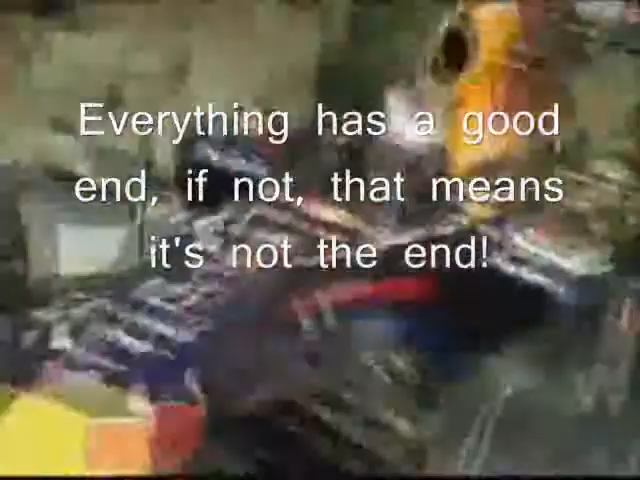 Everything has a good
end, if not, that means
it's not the end!